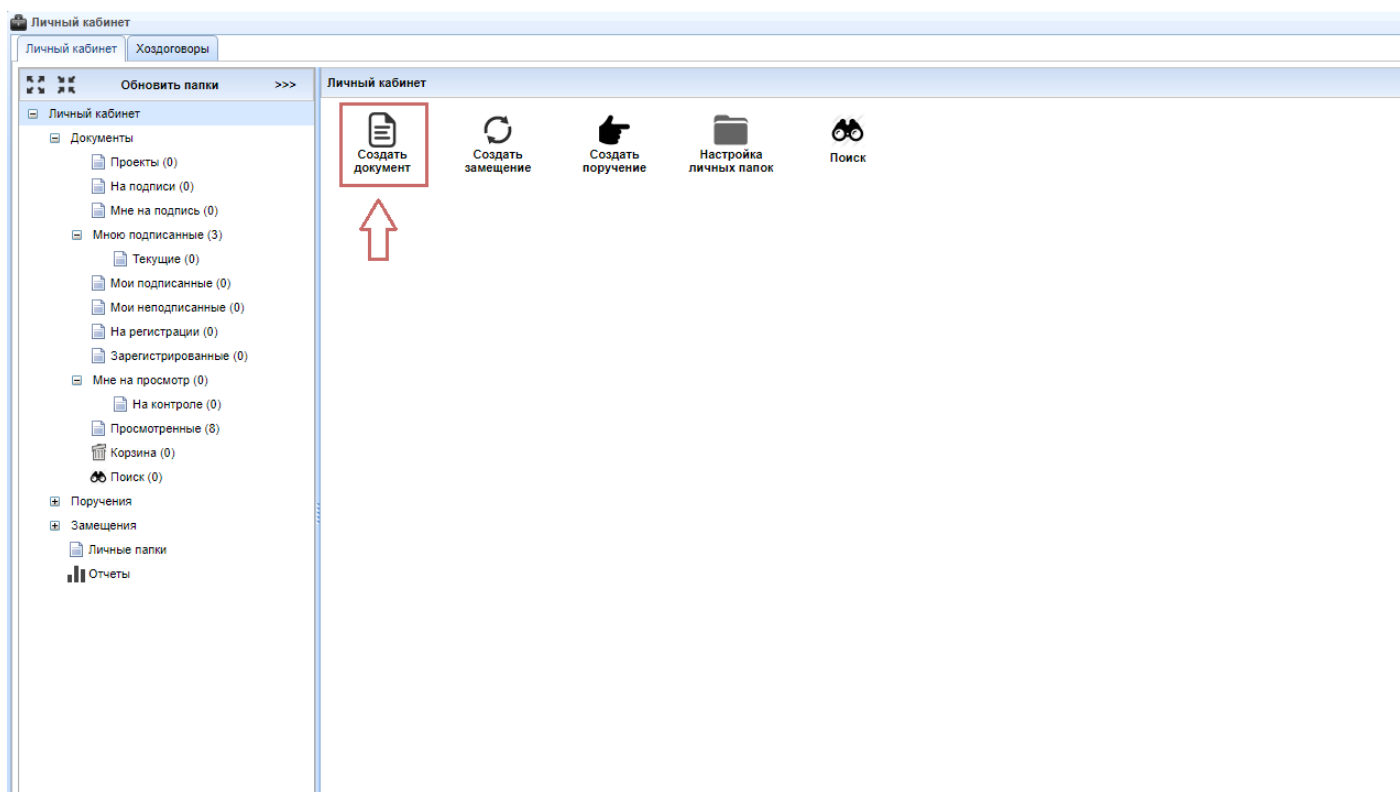 Личный кабинет
Личный кабинет
Хоздоговоры
Обновить папки >>>
Личный кабинет
Документы
Проекты (0)
На подписи (0)
Мне на подпись (0)
Мною подписанные (3)
Текущие (0)
Мои подписанные (0)
Мои неподписанные (0)
На регистрации (0)
Зарегистрированные (0)
Мне на просмотр (0)
На контроле (0)
Просмотренные (8)
Корзина (0)
Поиск (0)
Поручения
Замещения
Личные папки
Отчеты
Личный кабинет
Создать
документ
Создать
замещение
Создать
поручение
Настройка
личных папок
Поиск